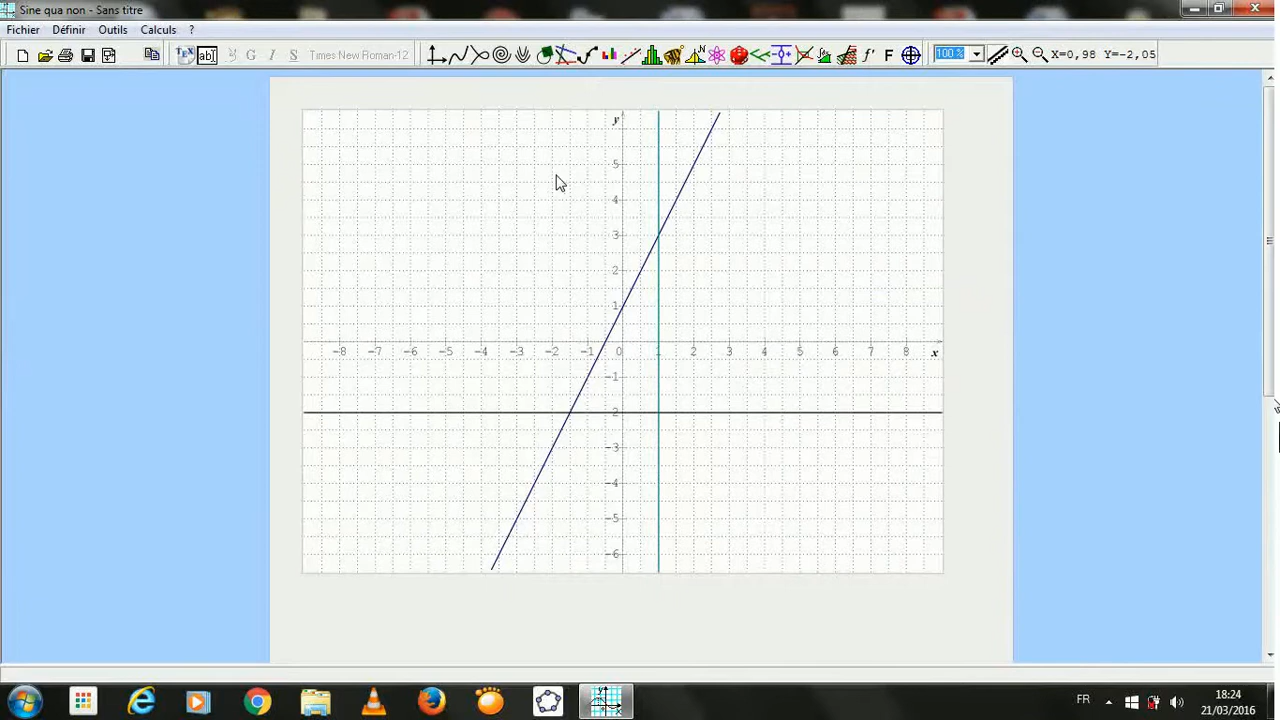 Sine qua non - Sans titre
Fichier Définir Outils Calculs ?
TEX ab G I S Times New Roman-12 f' F 100 % X=0,98 Y=-2,05
y
5
4
3
2
1
-8 -7 -6 -5 -4 -3 -2 -1 0 1 2 3 4 5 6 7 8 x
-1
2
-3
-4
-5
-6
FR 18:24
21/03/2016